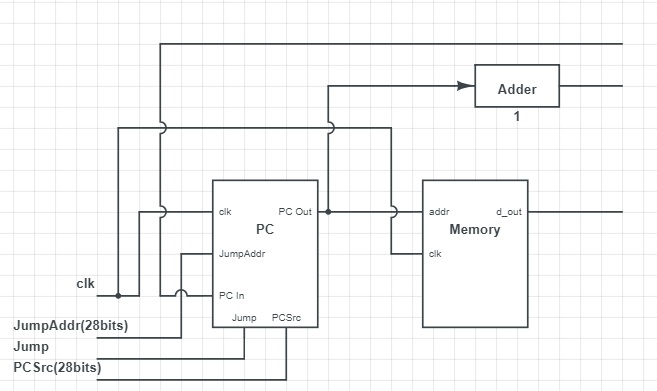 Adder
1
clk
PC Out
PC
JumpAddr
PC In
Jump
PCSrc
addr
d_out
Memory
clk
clk
JumpAddr(28bits)
Jump
PCSrc(28bits)